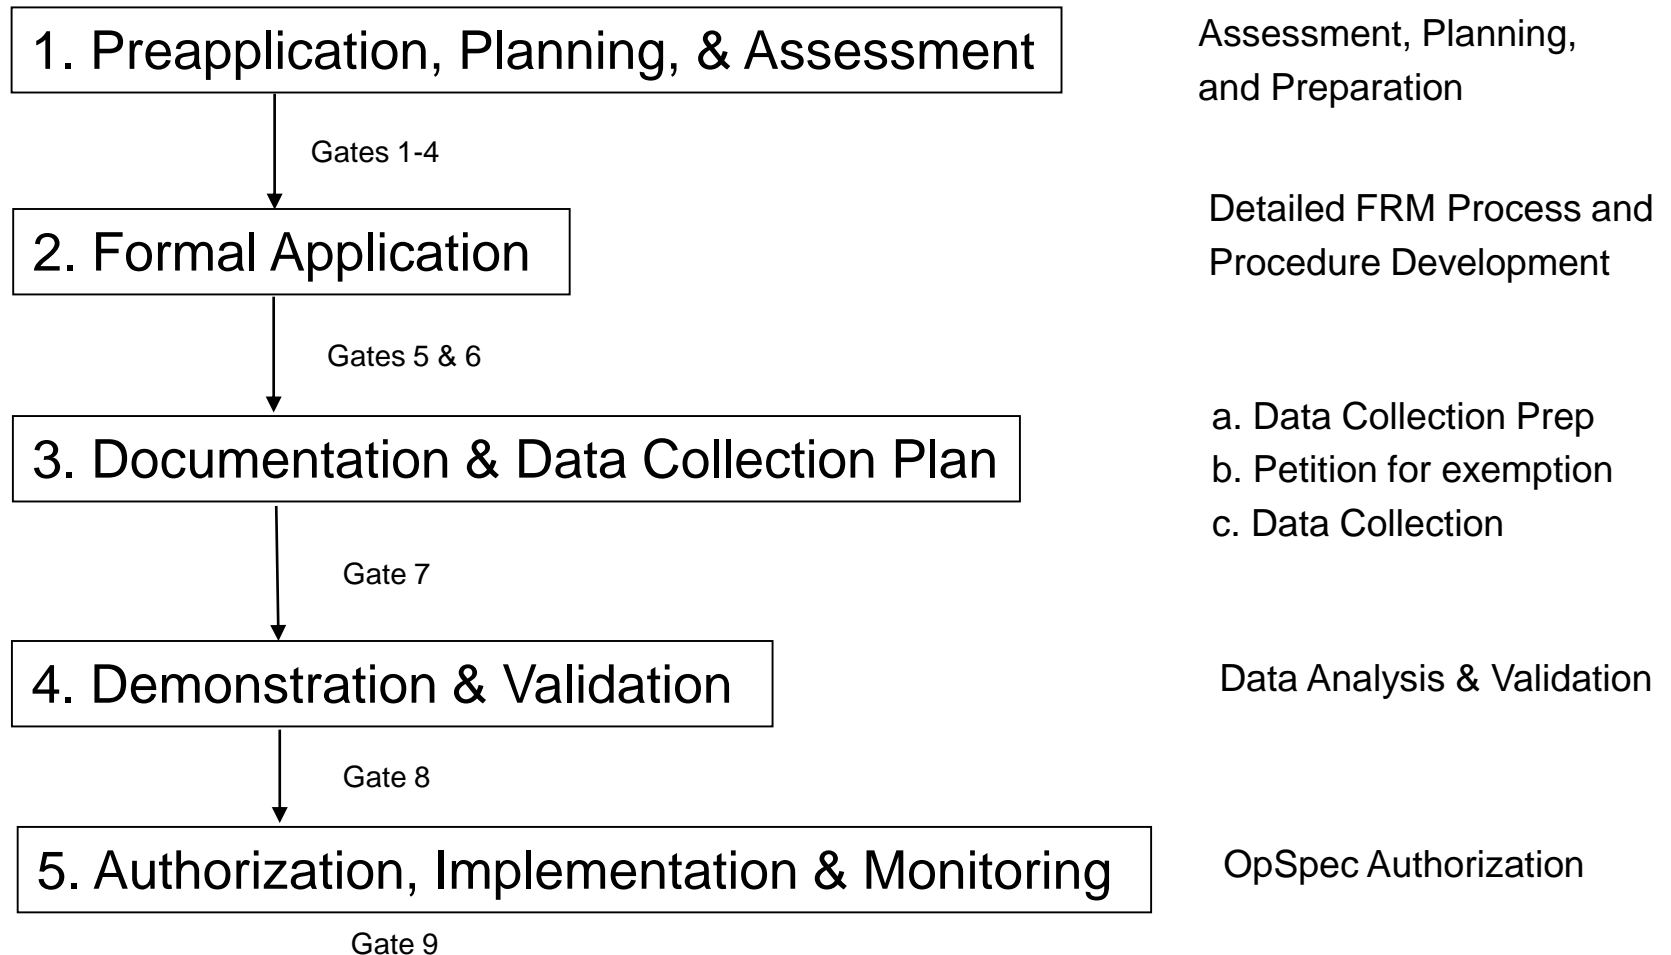 1. Preapplication, Planning, & Assessment
Assessment, Planning,
and Preparation
Gates 1-4
2. Formal Application
Detailed FRM Process and
Procedure Development
Gates 5 & 6
3. Documentation & Data Collection Plan
a. Data Collection Prep
b. Petition for exemption
c. Data Collection
Gate 7
4. Demonstration & Validation
Data Analysis & Validation
Gate 8
5. Authorization, Implementation & Monitoring
OpSpec Authorization
Gate 9